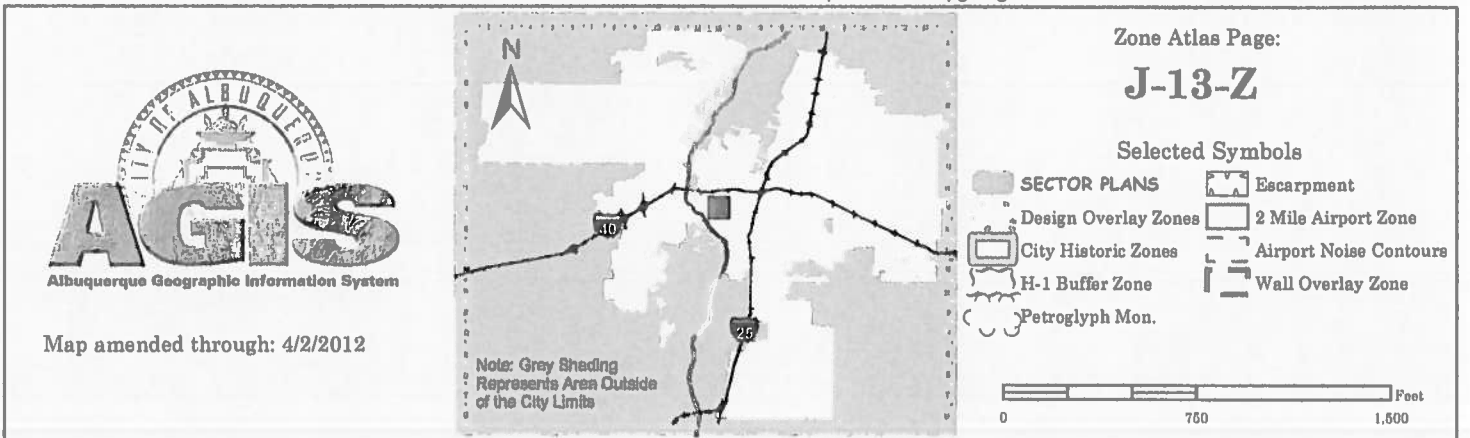 CITY OF ALBUQUERQUE
AGIS
Albuquerque Geographic Information System
Map amended through: 4/2/2012
N
40
25
Note: Grey Shading
Represents Area Outside
of the City Limits
Zone Atlas Page:
J-13-Z
Selected Symbols
SECTOR PLANS
Escarpment
Design Overlay Zones
2 Mile Airport Zone
City Historic Zones
Airport Noise Contours
H-1 Buffer Zone
Wall Overlay Zone
Petroglyph Mon.
Feet
0
750
1,500